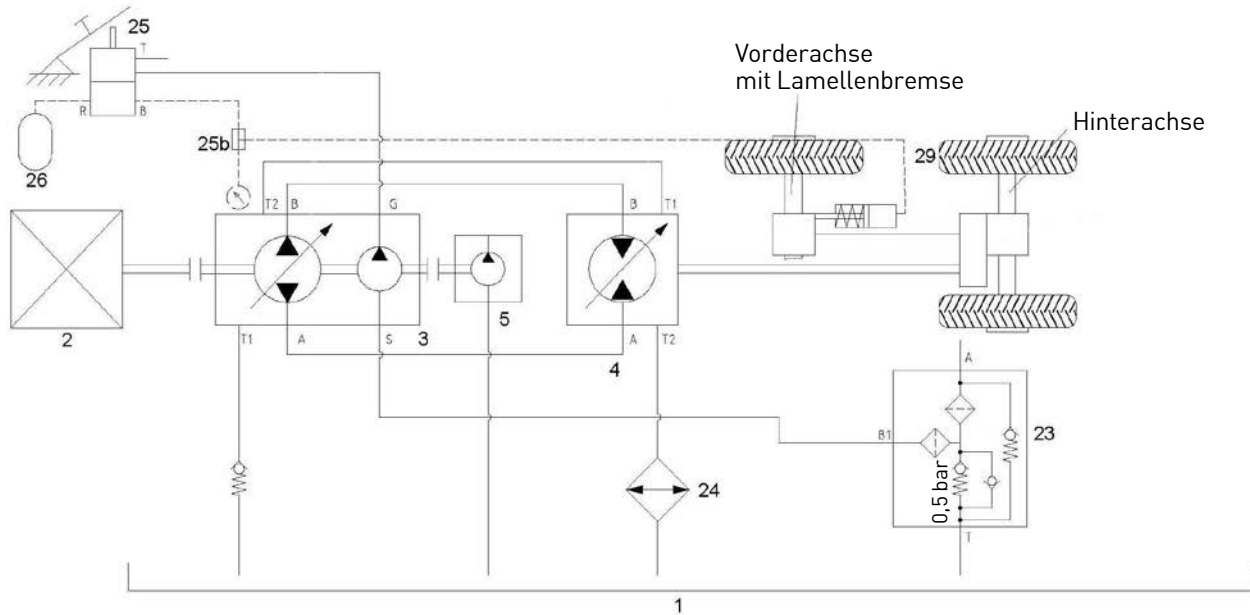 25
T
R
B
26
25b
Vorderachse
mit Lamellenbremse
Hinterachse
29
T2
B
G
B
T1
2
T1
A
S
3
5
4
A
T2
A
B1
23
0,5 bar
T
24
1